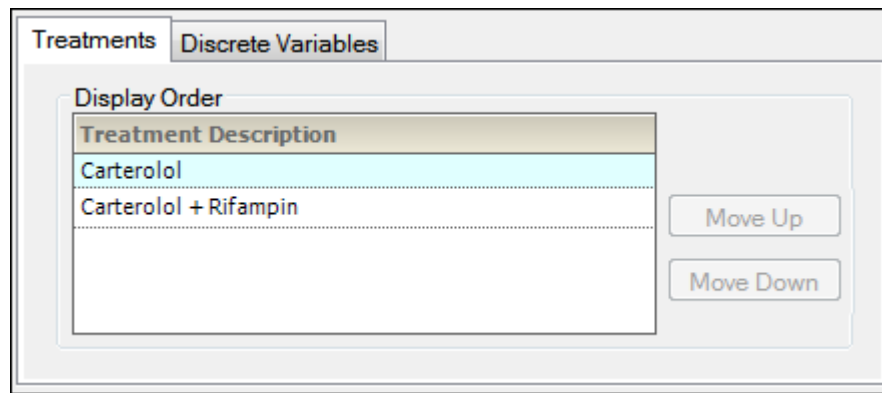 Treatments Discrete Variables
Display Order
Treatment Description
Carterolol
Carterolol + Rifampin
Move Up
Move Down